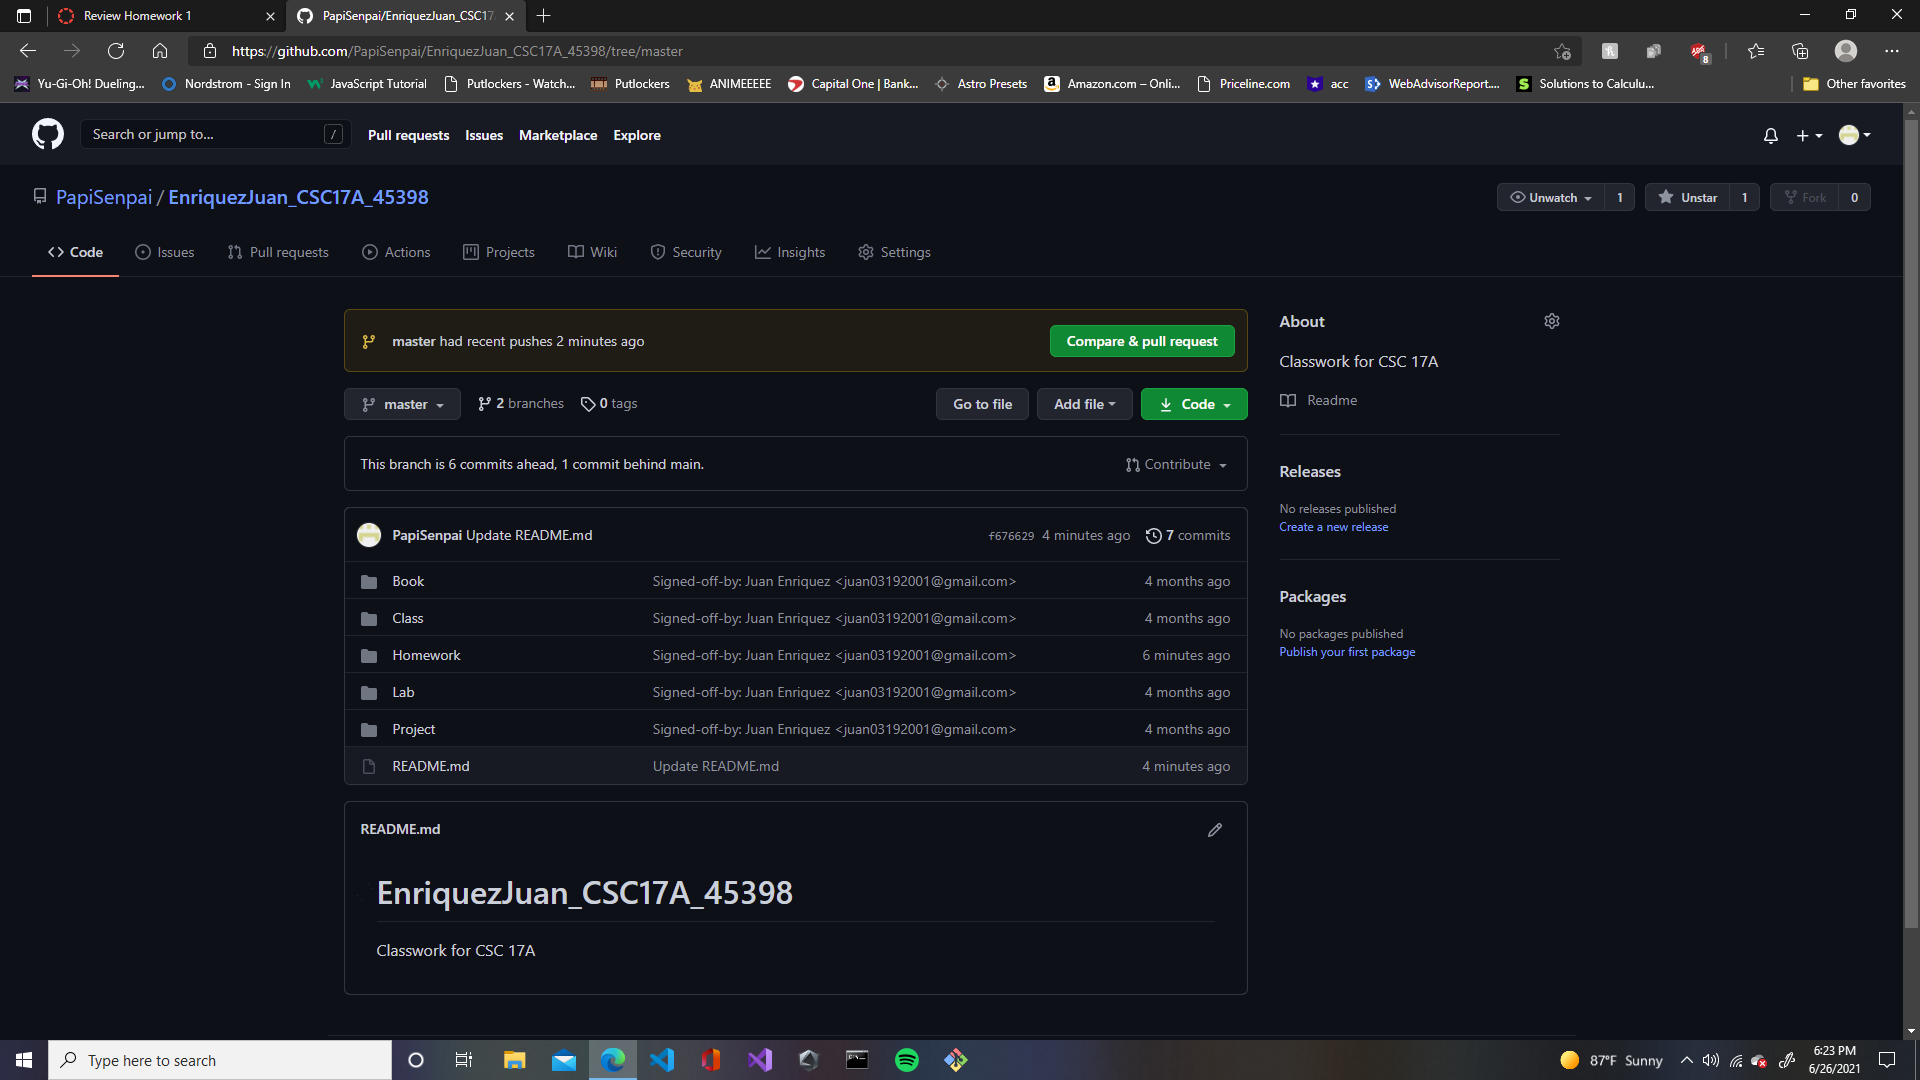 Review Homework 1
PapiSenpai/EnriquezJuan_CSC17
https://github.com/PapiSenpai/EnriquezJuan_CSC17A_45398/tree/master
8
Yu-Gi-Oh! Dueling...
Nordstrom - Sign In
JavaScript Tutorial
Putlockers - Watch...
Putlockers
ANIMEEEEE
Capital One | Bank...
Astro Presets
Amazon.com – Onli...
Priceline.com
acc
WebAdvisorReport....
Solutions to Calculu...
Other favorites
Search or jump to...
/
Pull requests
Issues
Marketplace
Explore
PapiSenpai / EnriquezJuan_CSC17A_45398
Unwatch 1
Unstar 1
Fork 0
Code
Issues
Pull requests
Actions
Projects
Wiki
Security
Insights
Settings
master had recent pushes 2 minutes ago
Compare & pull request
master
2 branches
0 tags
Go to file
Add file
Code
This branch is 6 commits ahead, 1 commit behind main.
Contribute
PapiSenpai Update README.md
f676629 4 minutes ago
7 commits
Book Signed-off-by: Juan Enriquez <juan03192001@gmail.com> 4 months ago
Class Signed-off-by: Juan Enriquez <juan03192001@gmail.com> 4 months ago
Homework Signed-off-by: Juan Enriquez <juan03192001@gmail.com> 6 minutes ago
Lab Signed-off-by: Juan Enriquez <juan03192001@gmail.com> 4 months ago
Project Signed-off-by: Juan Enriquez <juan03192001@gmail.com> 4 months ago
README.md Update README.md 4 minutes ago
README.md
EnriquezJuan_CSC17A_45398
Classwork for CSC 17A
About
Classwork for CSC 17A
Readme
Releases
No releases published
Create a new release
Packages
No packages published
Publish your first package
Type here to search
87°F Sunny
6:23 PM
6/26/2021